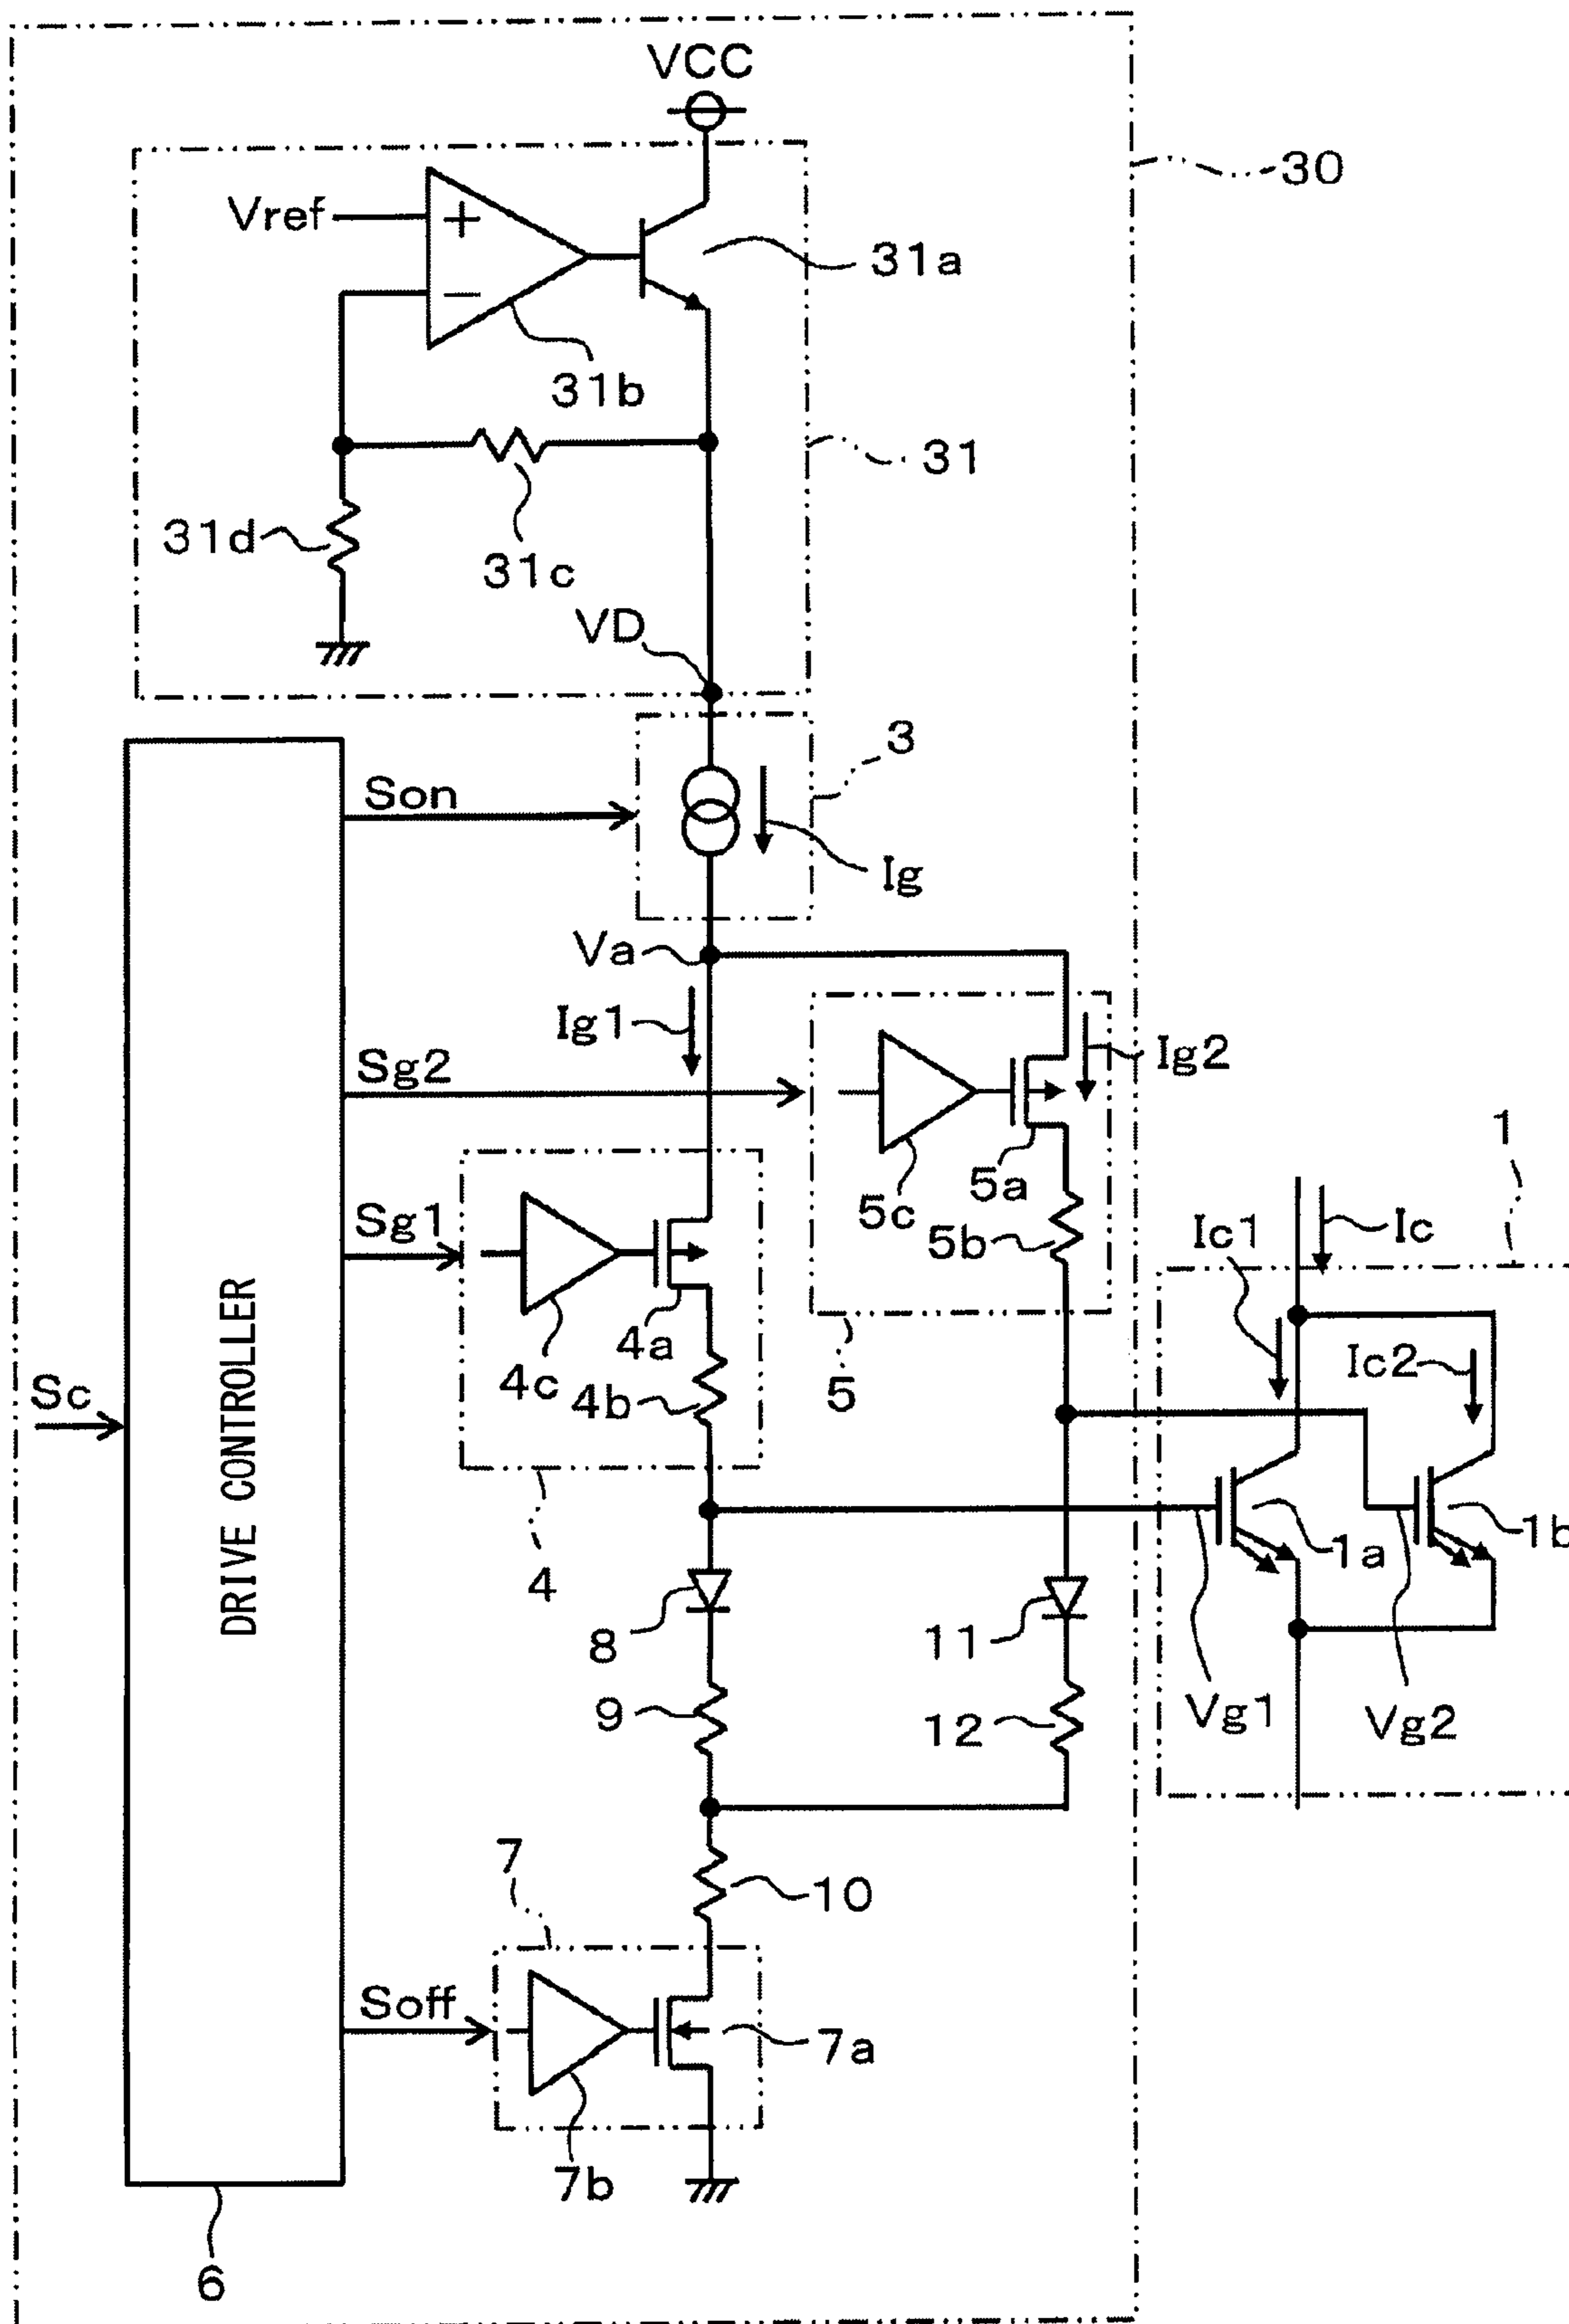 VCC
30
Vref
+
31a
−
31b
31
31d
31c
VD
3
Son
Ig
Va
Ig1
Ig2
Sg2
1
5a
5c
Sg1
5b
Ic1
Ic
4a
Ic2
4c
4b
5
Sc
DRIVE CONTROLLER
1a
1b
4
8
11
9
12
Vg1
Vg2
7
10
Soff
7a
7b
6